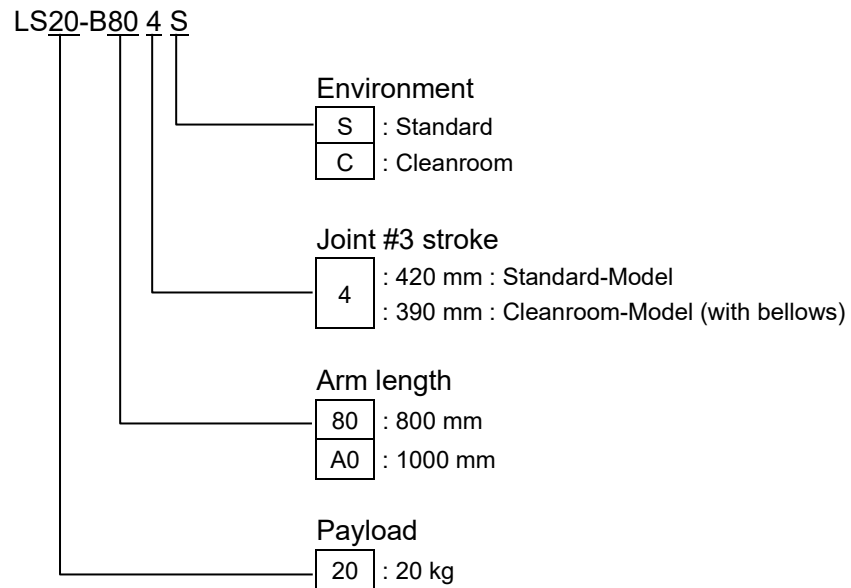 LS20-B80 4 S
Environment
S : Standard
C : Cleanroom
Joint #3 stroke
4 : 420 mm : Standard-Model
: 390 mm : Cleanroom-Model (with bellows)
Arm length
80 : 800 mm
A0 : 1000 mm
Payload
20 : 20 kg